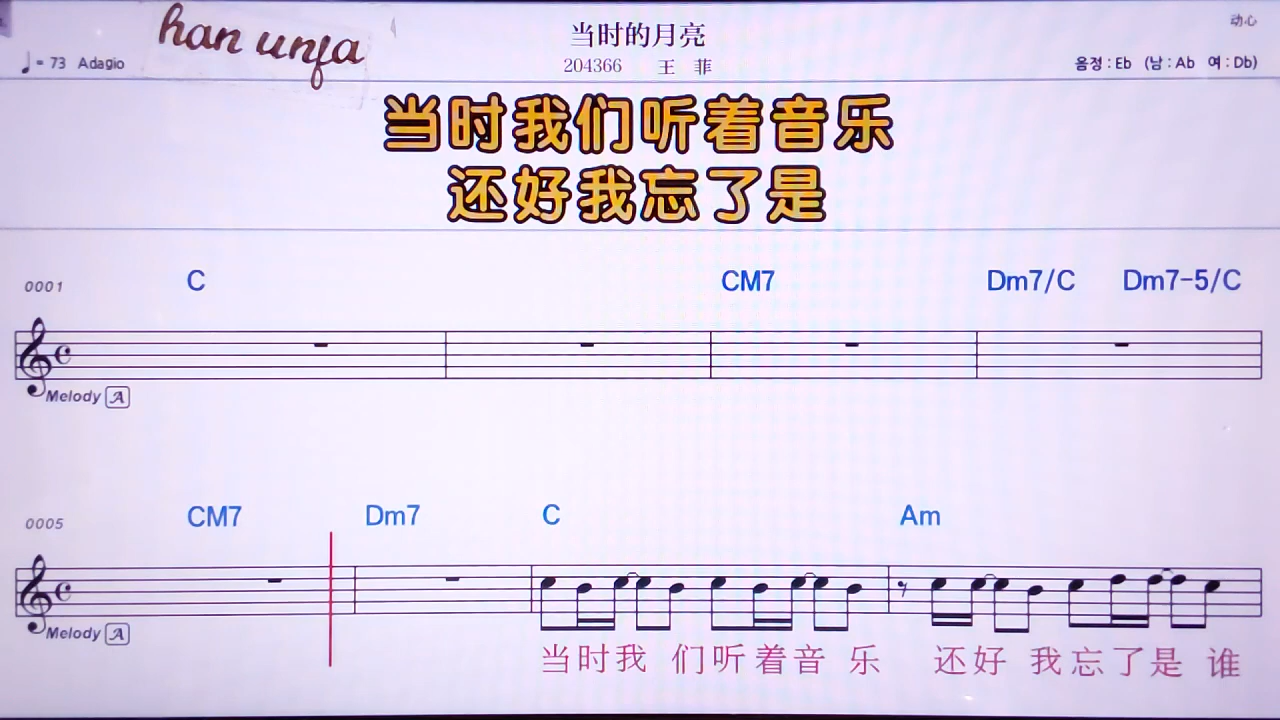 han unfa
当时的月亮
动心
♩= 73 Adagio
204366 王 菲
음정 : Eb (남 : Ab 여 : Db)
当时我们听着音乐
还好我忘了是
0001 C CM7 Dm7/C Dm7-5/C
Melody A
0005 CM7 Dm7 C Am
Melody A
当时我 们听着音 乐 还好 我忘了是 谁